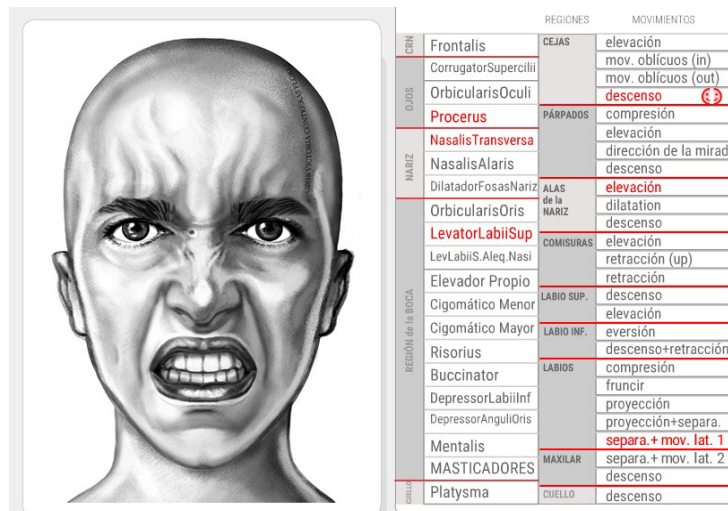 REGIONES
MOVIMIENTOS
CRN
Frontalis
CorrugatorSupercilii
OJOS
OrbicularisOculi
Procerus
NARIZ
NasalisTransversa
NasalisAlaris
DilatadorFosasNariz
REGIÓN de la BOCA
OrbicularisOris
LevatorLabiiSup
LevLabiiS.Aleq.Nasi
Elevador Propio
Cigomático Menor
Cigomático Mayor
Risorius
Buccinator
DepressorLabiiInf
DepressorAnguliOris
Mentalis
MASTICADORES
CUELLO
Platysma
CEJAS
elevación
mov. oblícuos (in)
mov. oblícuos (out)
descenso
PÁRPADOS
compresión
elevación
dirección de la mirad
descenso
ALAS
de la
NARIZ
elevación
dilatation
descenso
COMISURAS
elevación
retracción (up)
retracción
LABIO SUP.
descenso
elevación
LABIO INF.
eversión
descenso+retracción
LABIOS
compresión
fruncir
proyección
proyección+separa.
separa.+ mov. lat. 1
separa.+ mov. lat. 2
MAXILAR
descenso
CUELLO
descenso